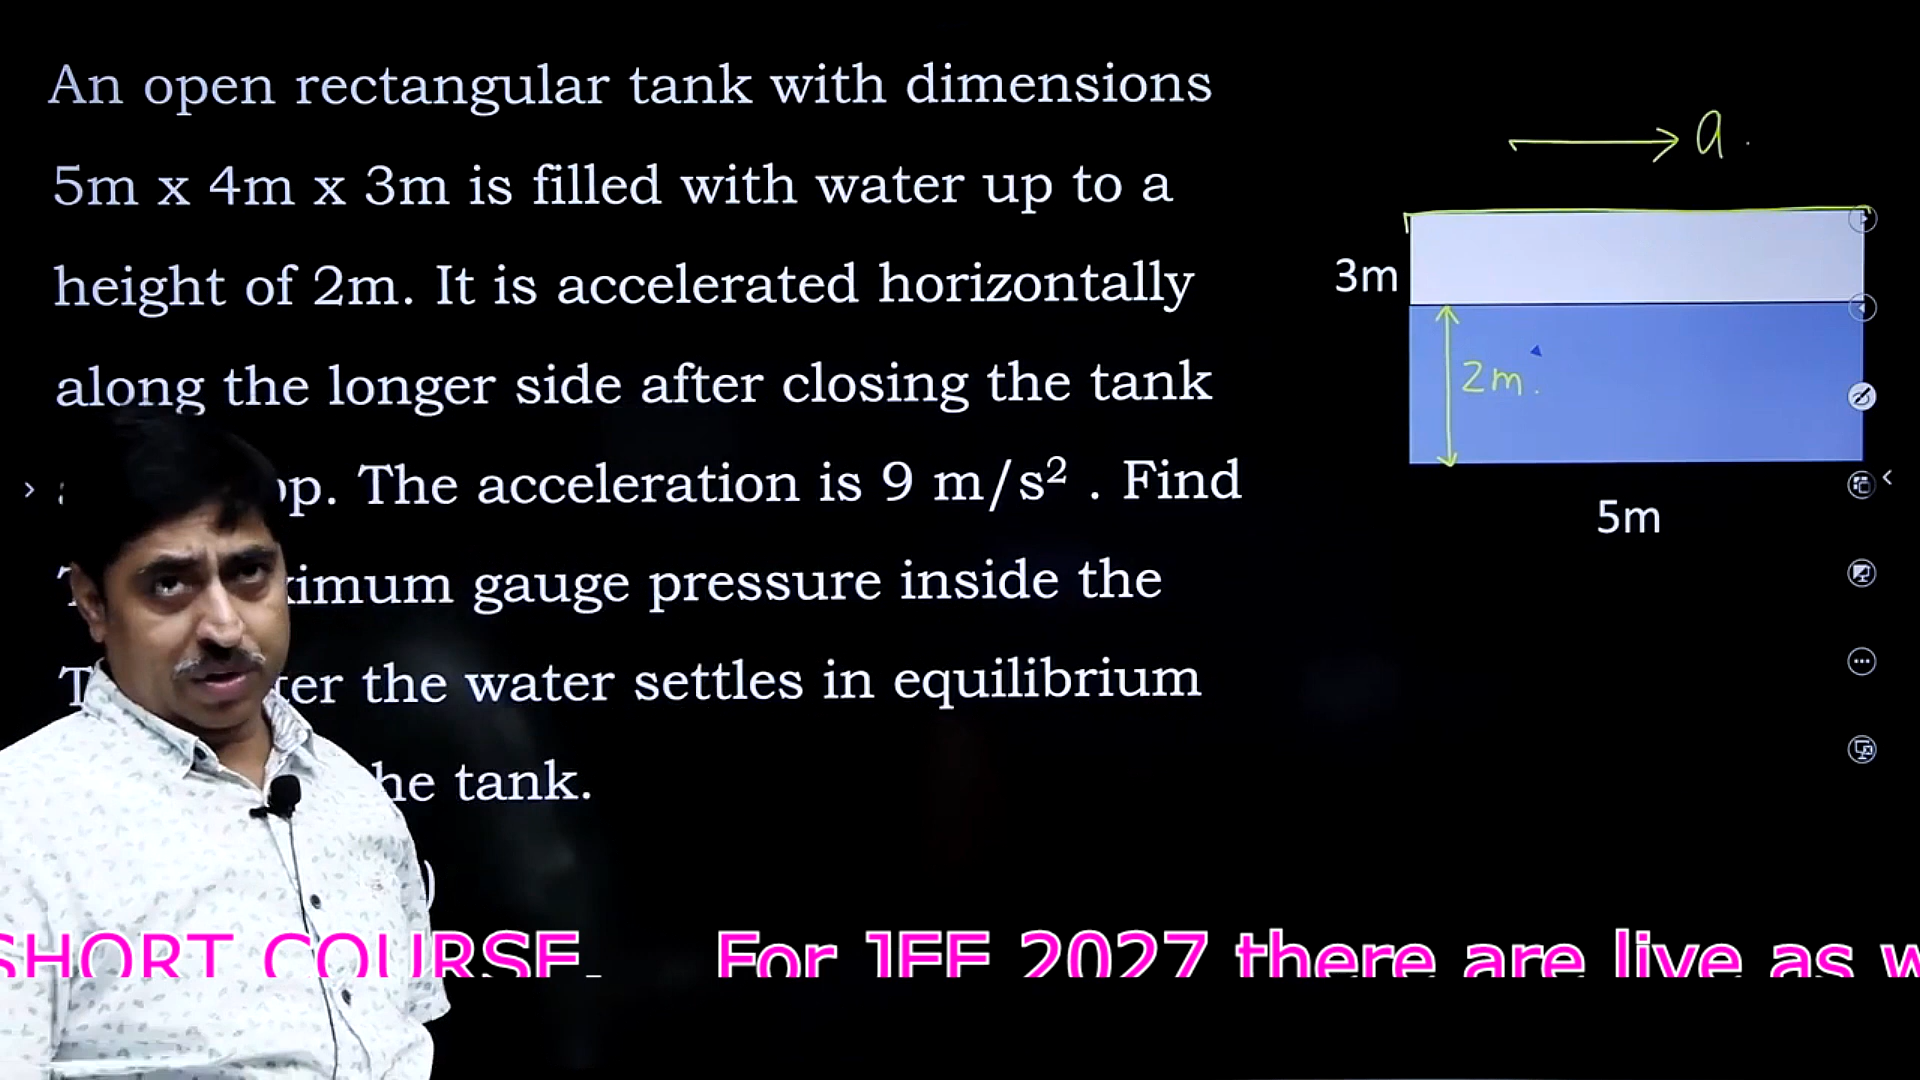 An open rectangular tank with dimensions
5m x 4m x 3m is filled with water up to a
height of 2m. It is accelerated horizontally
along the longer side after closing the tank
op. The acceleration is 9 m/s² . Find
ximum gauge pressure inside the
ter the water settles in equilibrium
he tank.
a
3m
2m.
5m
SHORT COURSE. For JEE 2027 there are live as w